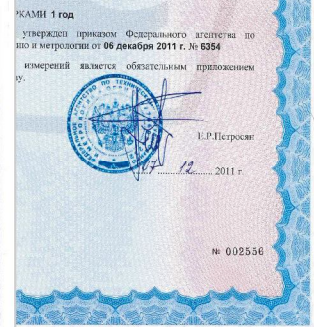 РКАМИ 1 год
утвержден приказом Федерального агентства по
ию и метрологии от 06 декабря 2011 г. № 6354
измерений является обязательным приложением
у.
Е.Р.Петросян
12 2011 г.
№ 002556